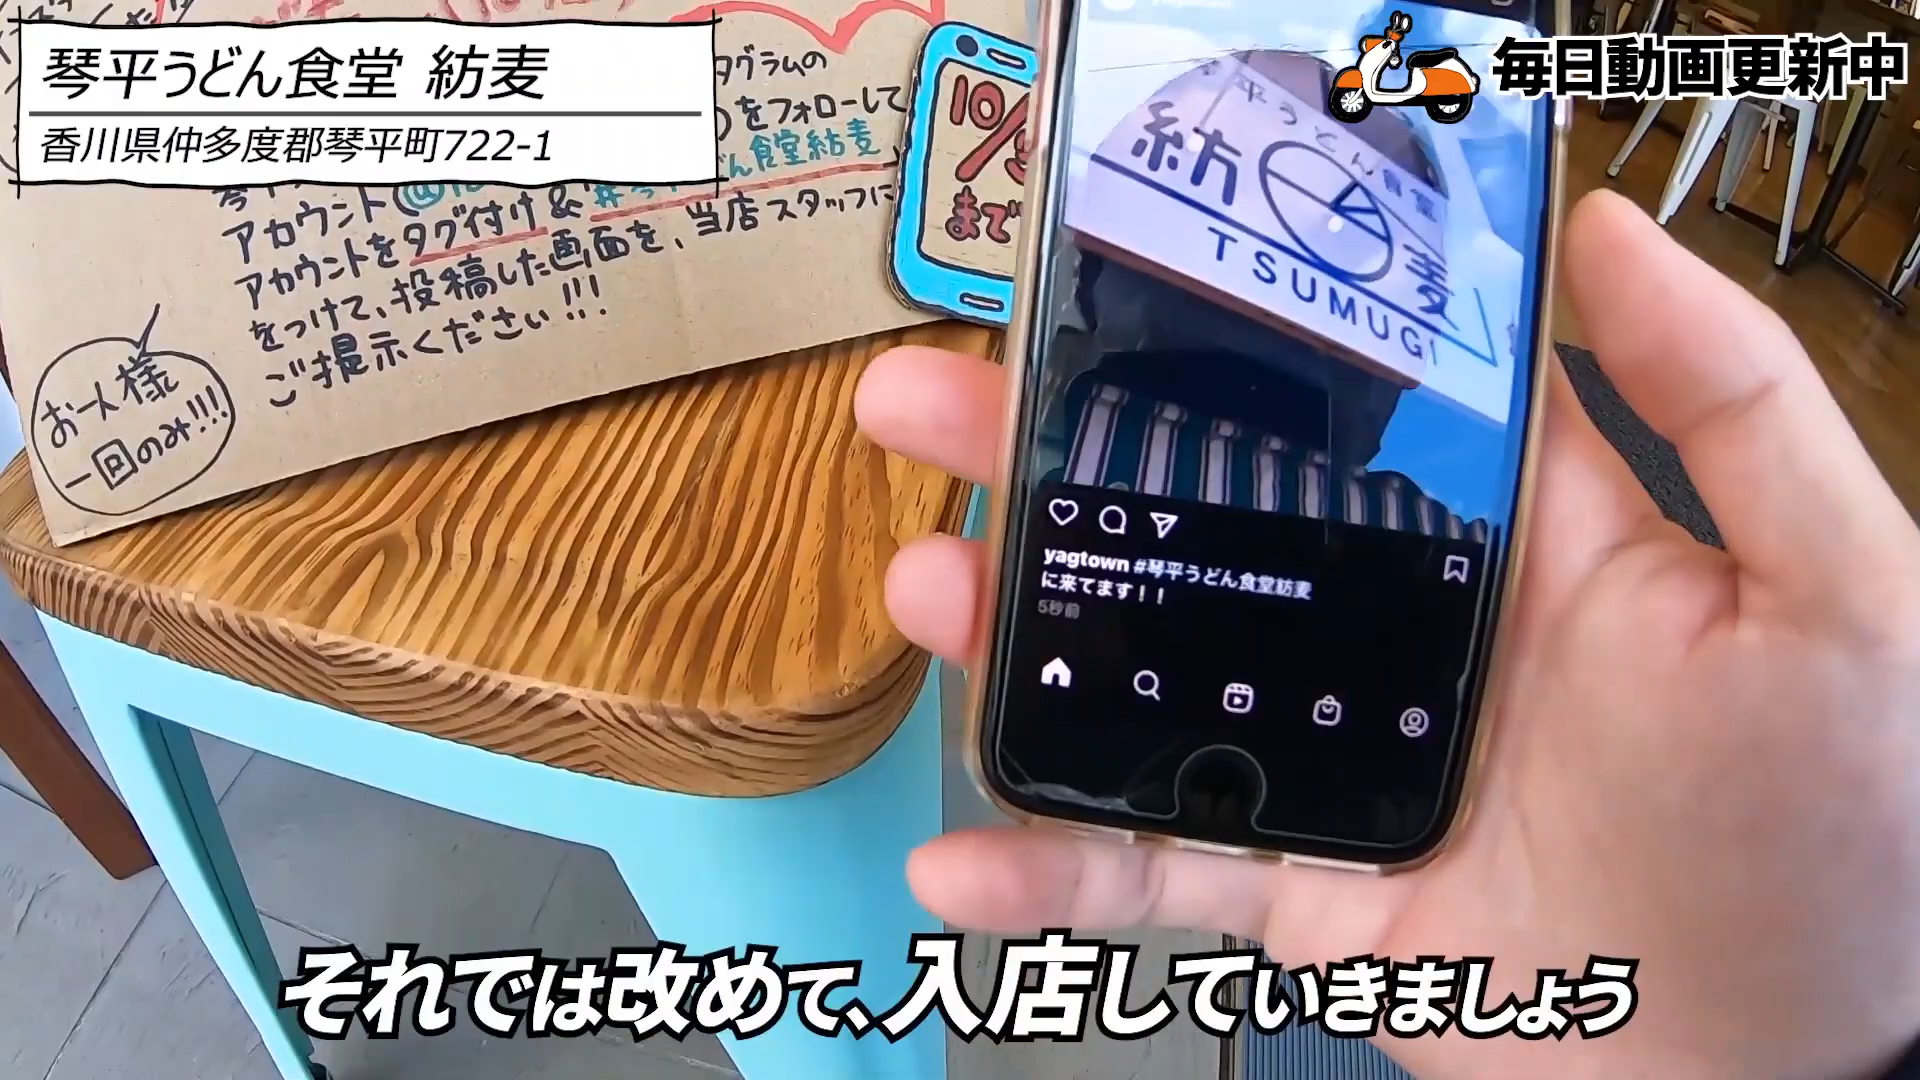 琴平うどん食堂 紡麦
香川県仲多度郡琴平町722-1
毎日動画更新中
タグラムの
をフォローして
ん食堂紡麦
アカウント
アカウントをタグ付け&
をつけて、投稿した画面を、当店スタッフに
ご提示ください!!!
お一人様
一回のみ!!!
10/
まで
平うどん食堂
紡麦
TSUMUGI
yagtown #琴平うどん食堂紡麦
に来てます！！
5秒前
それでは改めて、入店していきましょう